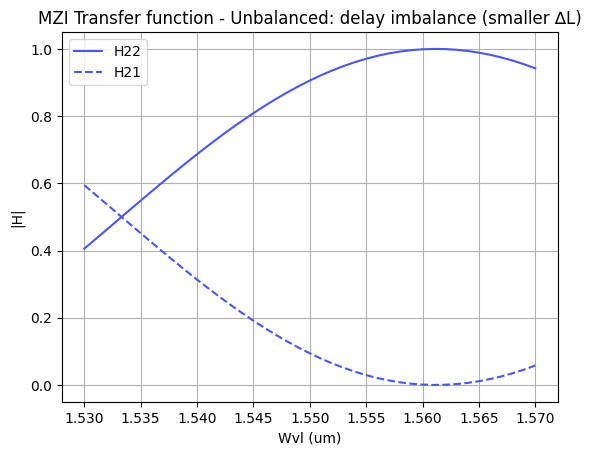 MZI Transfer function - Unbalanced: delay imbalance (smaller ΔL)
H22
H21
|H|
1.0
0.8
0.6
0.4
0.2
0.0
1.530 1.535 1.540 1.545 1.550 1.555 1.560 1.565 1.570
Wvl (um)